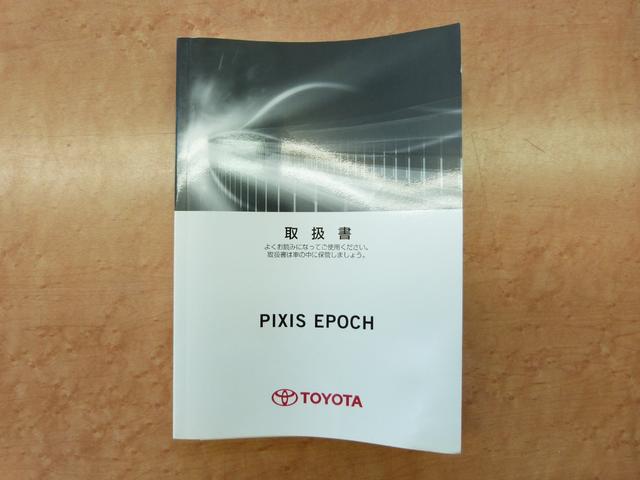 取扱書
よくお読みになってご使用ください。
取扱書は車の中に保管しましょう。
PIXIS EPOCH
TOYOTA